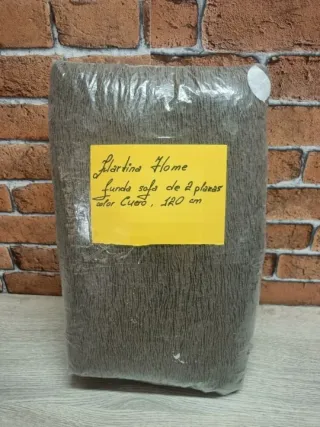 Martina Home
funda sofa de 2 plazas
color Cuero, 120 cm